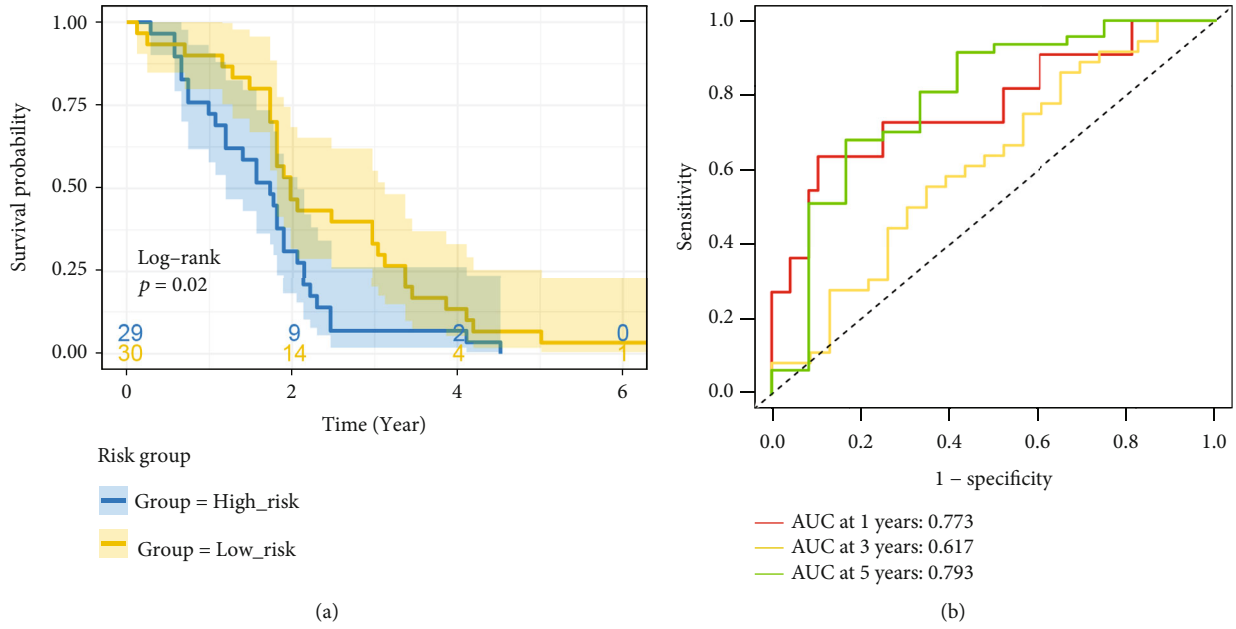 1.00
0.75
0.50
0.25
0.00
Survival probability
Log–rank
p = 0.02
29 9 2 0
30 14 4 1
0 2 4 6
Time (Year)
Risk group
Group = High_risk
Group = Low_risk
(a)
1.0
0.8
0.6
0.4
0.2
0.0
Sensitivity
0.0 0.2 0.4 0.6 0.8 1.0
1 − specificity
AUC at 1 years: 0.773
AUC at 3 years: 0.617
AUC at 5 years: 0.793
(b)